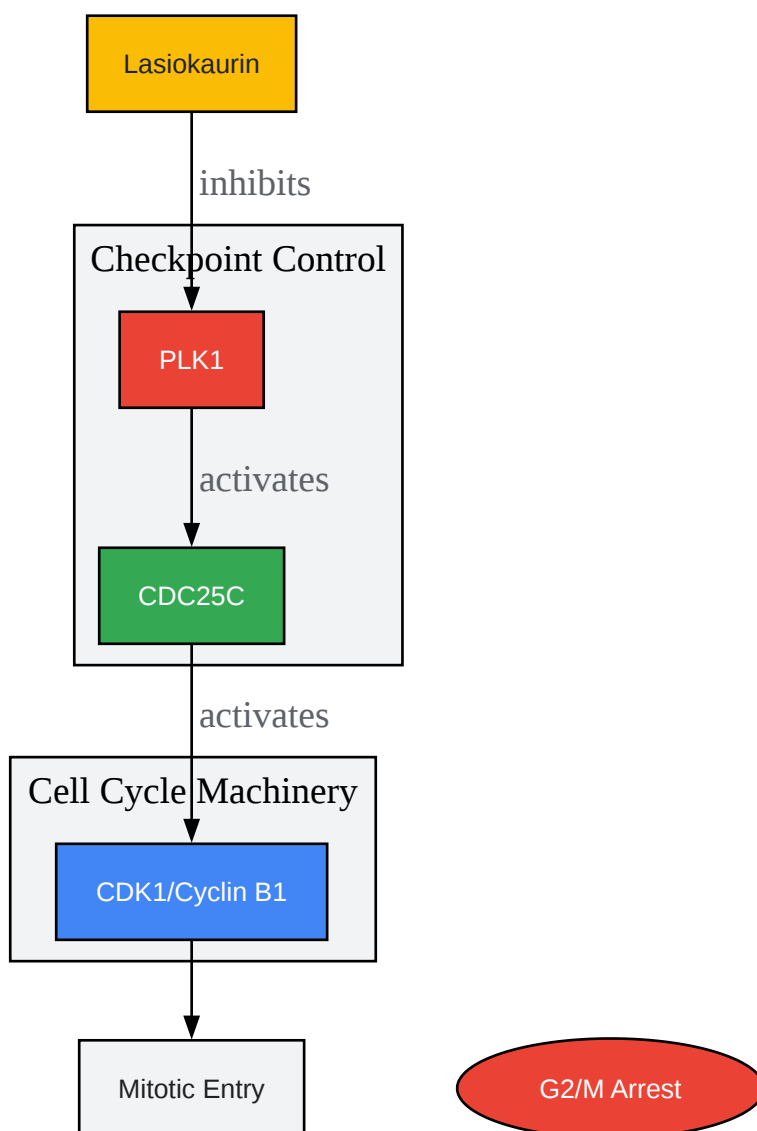 Lasiokaurin
inhibits
Checkpoint Control
PLK1
activates
CDC25C
activates
Cell Cycle Machinery
CDK1/Cyclin B1
Mitotic Entry
G2/M Arrest